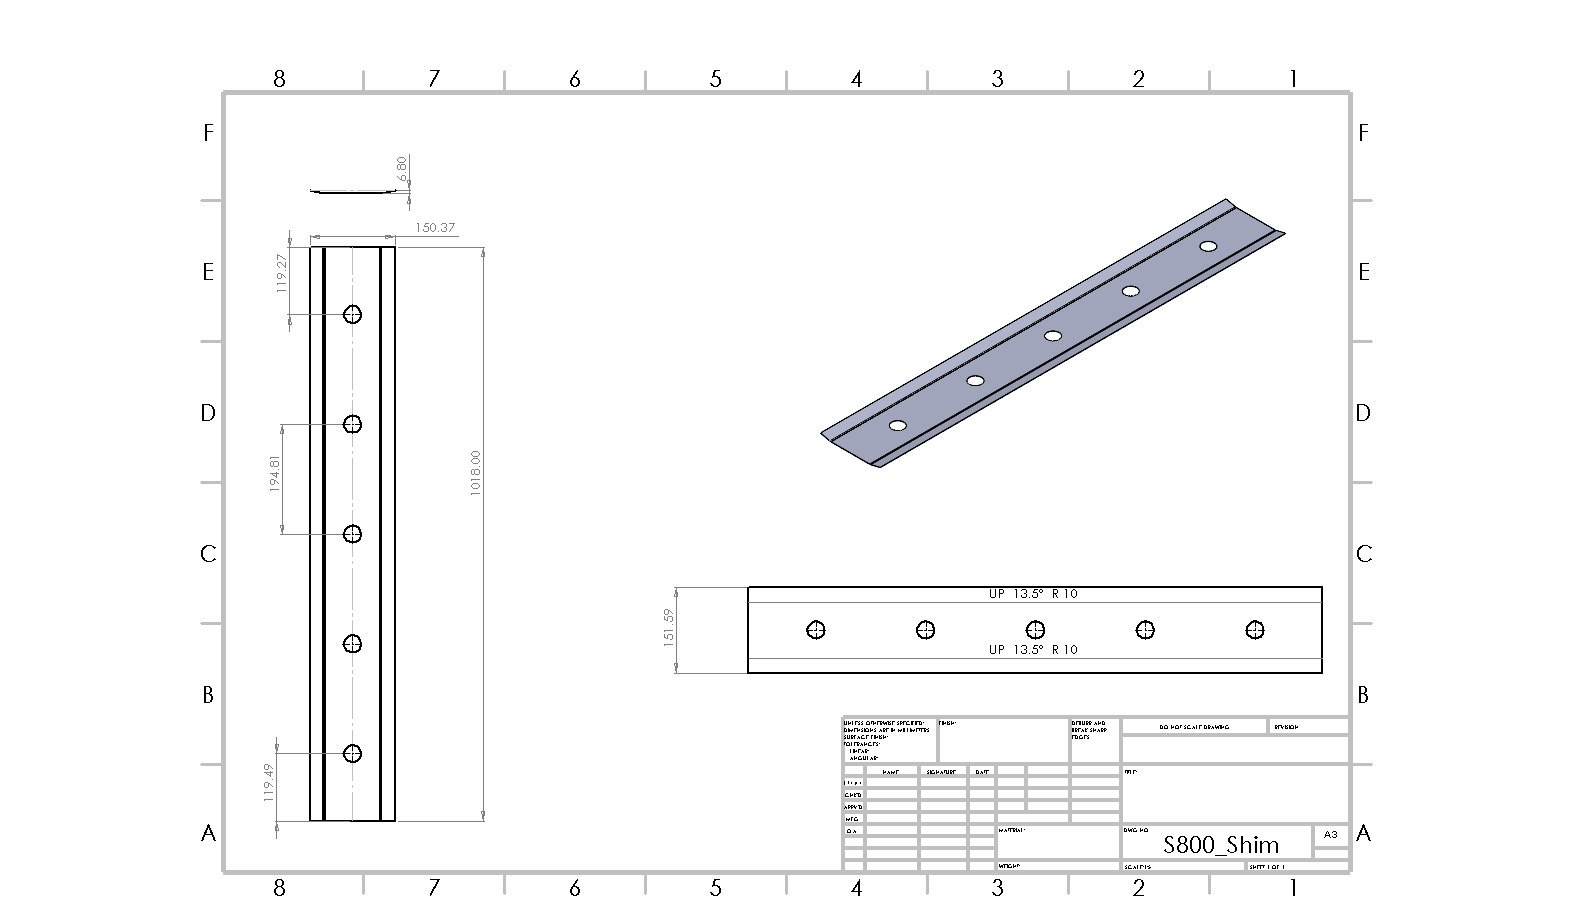 8 7 6 5 4 3 2 1
F F
6.80
150.37
119.27
E E
D D
194.81
1018.00
C C
UP 13.5° R 10
151.59
UP 13.5° R 10
B B
UNLESS OTHERWISE SPECIFIED:
DIMENSIONS ARE IN MILLIMETERS
SURFACE FINISH:
TOLERANCES:
LINEAR:
ANGULAR:
FINISH:
DEBURR AND
BREAK SHARP
EDGES
DO NOT SCALE DRAWING
REVISION
119.49
NAME SIGNATURE DATE
TITLE:
CHK'D
APPV'D
MFG
Q.A
MATERIAL:
DWG NO.
S800_Shim
A3
A A
WEIGHT:
SCALE:1:5
SHEET 1 OF 1
8 7 6 5 4 3 2 1